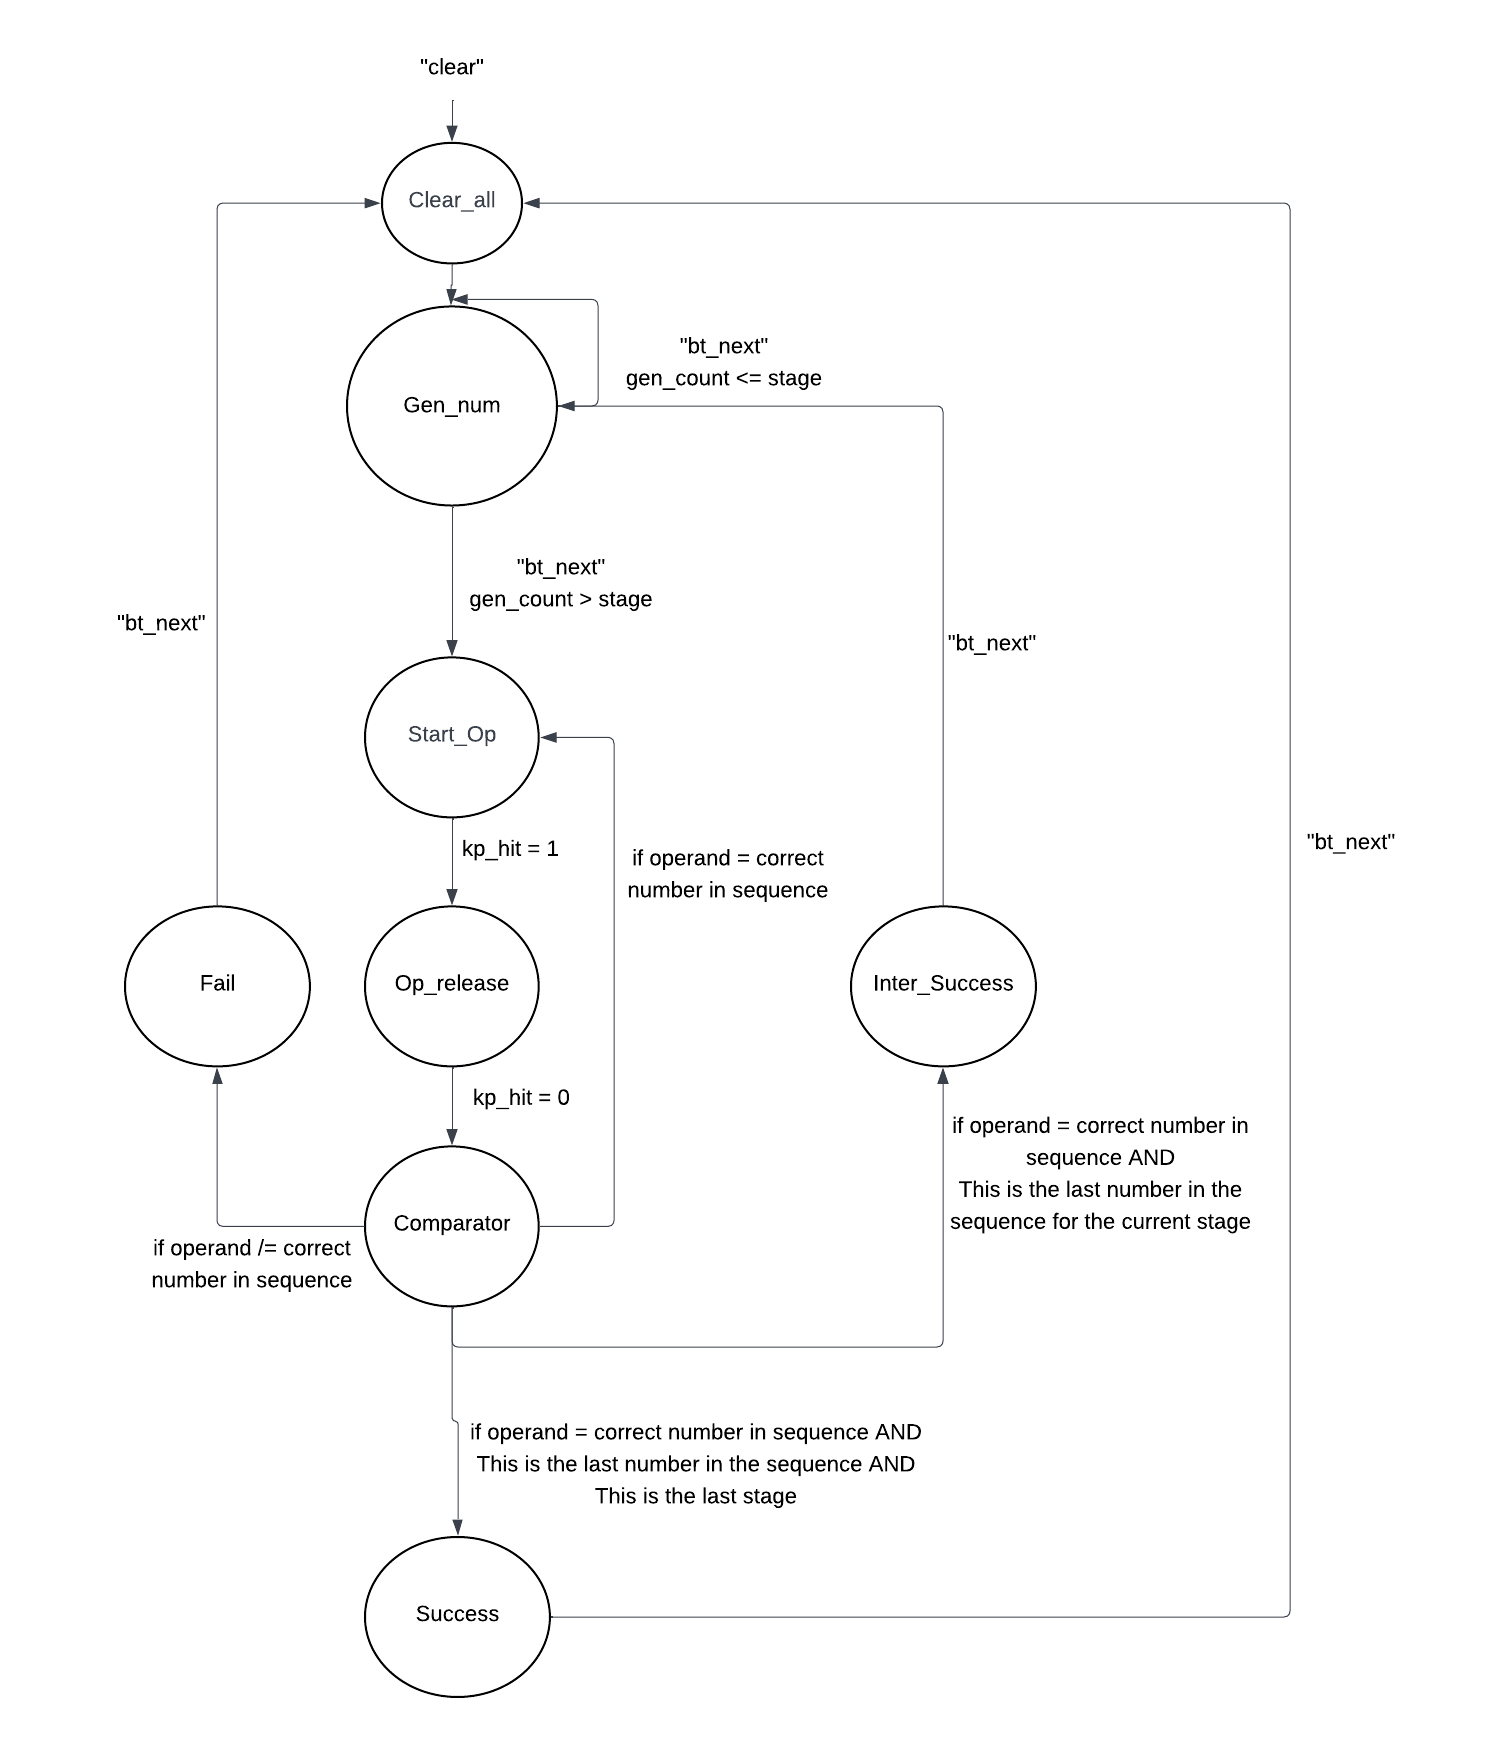 "clear"
Clear_all
"bt_next"
gen_count <= stage
Gen_num
"bt_next"
gen_count > stage
"bt_next"
"bt_next"
Start_Op
kp_hit = 1
"bt_next"
if operand = correct
number in sequence
Fail
Op_release
Inter_Success
kp_hit = 0
if operand = correct number in
sequence AND
This is the last number in the
sequence for the current stage
Comparator
if operand /= correct
number in sequence
if operand = correct number in sequence AND
This is the last number in the sequence AND
This is the last stage
Success